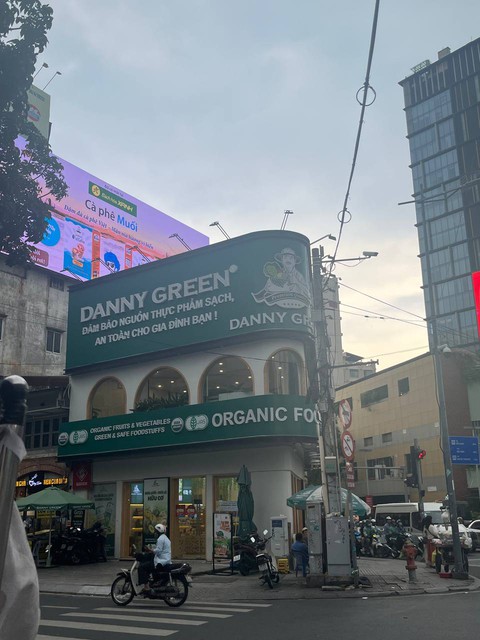 Cà phê Muối
DANNY GREEN®
ĐẢM BẢO NGUỒN THỰC PHẨM SẠCH,
AN TOÀN CHO GIA ĐÌNH BẠN !
DANNY GR
ORGANIC FRUITS & VEGETABLES
GREEN & SAFE FOODSTUFFS
ORGANIC FOO